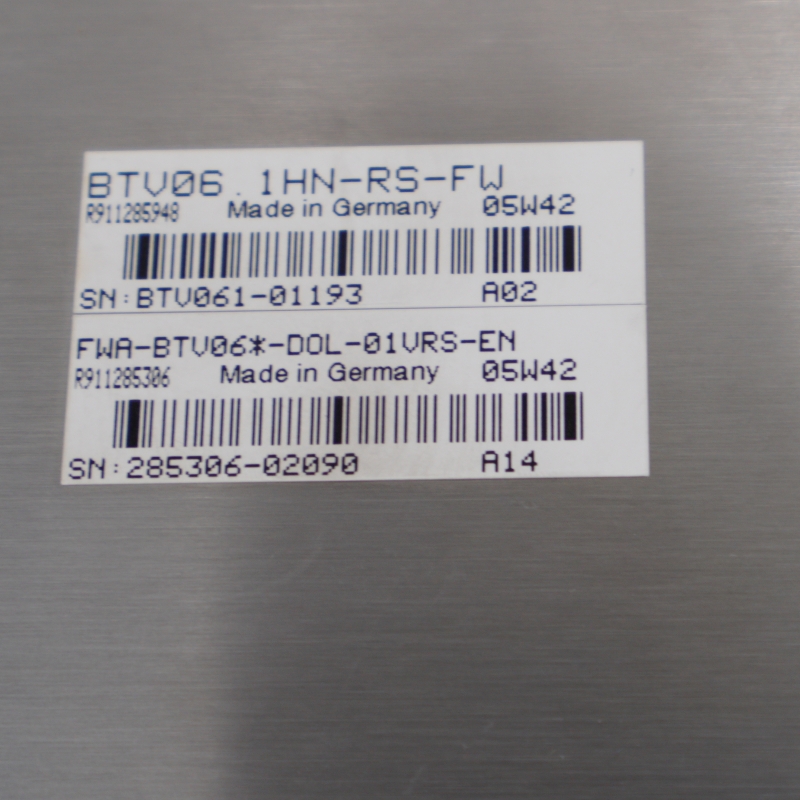 BTV06.1HN-RS-FW
R911285948 Made in Germany 05W42
SN:BTV061-01193 A02
FWA-BTV06*-DOL-01VRS-EN
R911285306 Made in Germany 05W42
SN:285306-02090 A14